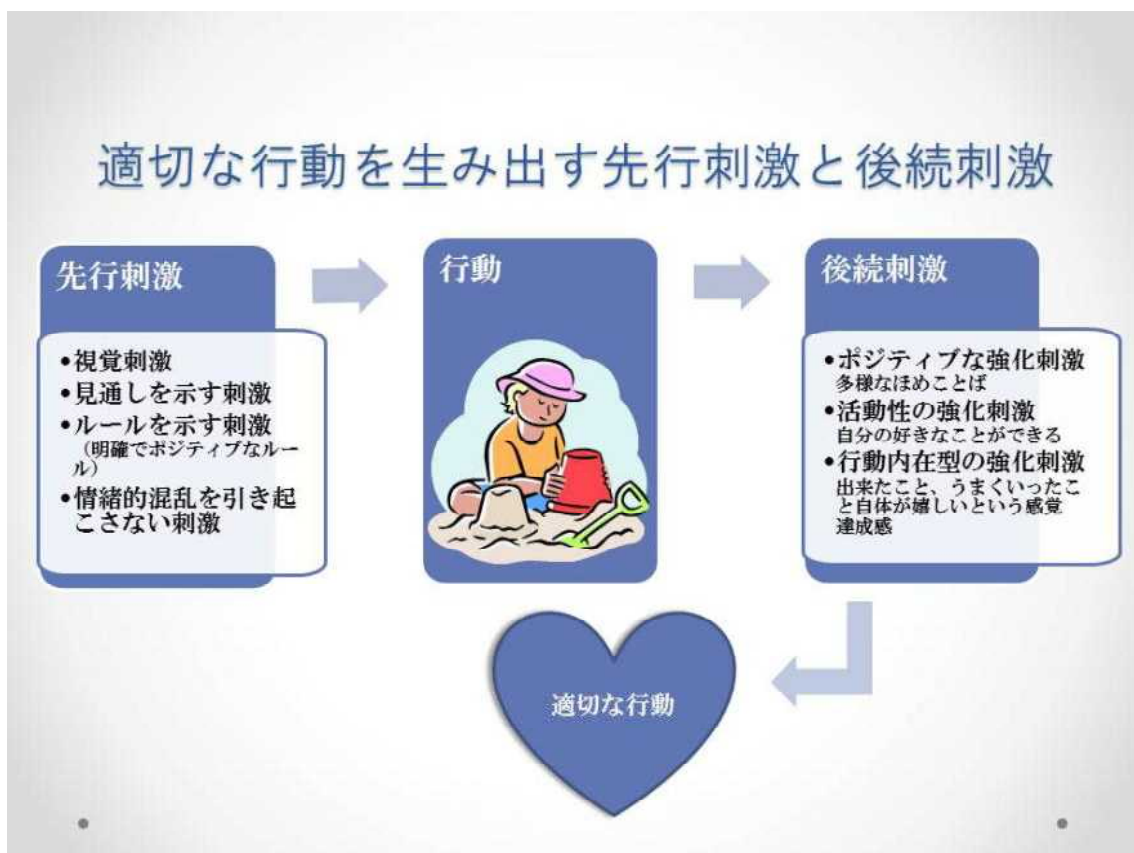 適切な行動を生み出す先行刺激と後続刺激
先行刺激
•視覚刺激
•見通しを示す刺激
•ルールを示す刺激
（明確でポジティブなルー
ル）
•情緒的混乱を引き起
こさない刺激
行動
後続刺激
•ポジティブな強化刺激
多様なほめことば
•活動性の強化刺激
自分の好きなことができる
•行動内在型の強化刺激
出来たこと、うまくいったこ
と自体が嬉しいという感覚
達成感
適切な行動